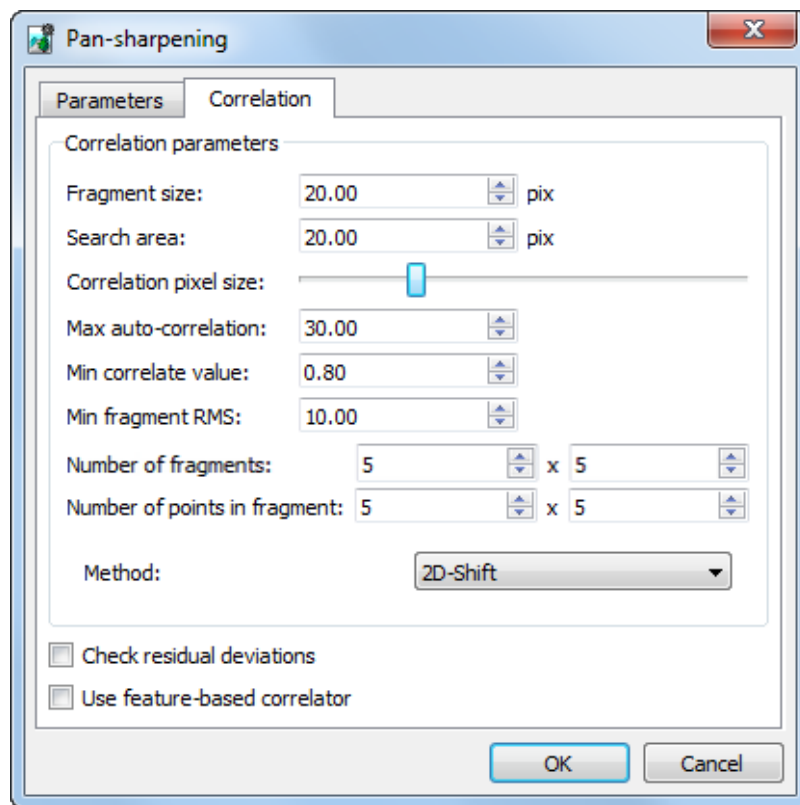 Pan-sharpening
Parameters Correlation
Correlation parameters
Fragment size: 20.00 pix
Search area: 20.00 pix
Correlation pixel size:
Max auto-correlation: 30.00
Min correlate value: 0.80
Min fragment RMS: 10.00
Number of fragments: 5 x 5
Number of points in fragment: 5 x 5
Method: 2D-Shift
Check residual deviations
Use feature-based correlator
OK Cancel